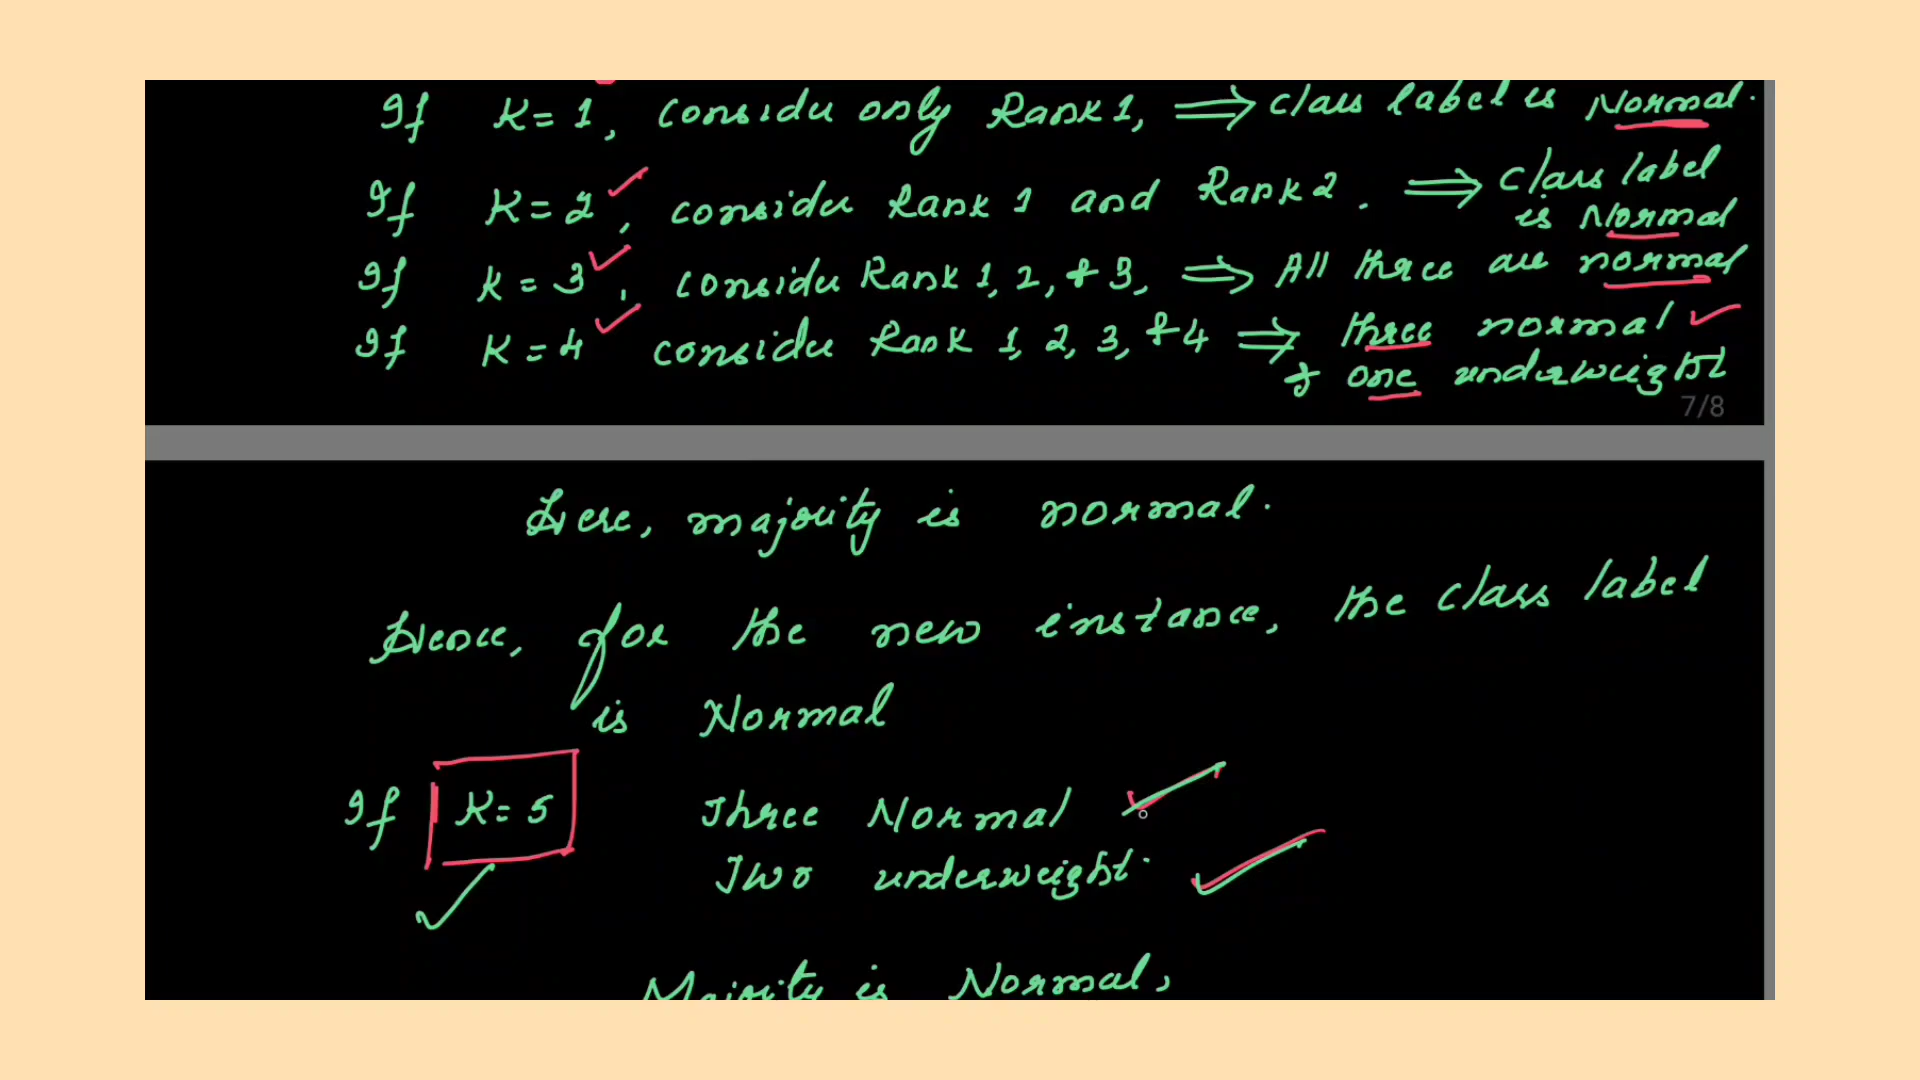 If K=1, consider only Rank 1, ⟹ class label is Normal.
If K=2, consider Rank 1 and Rank 2. ⟹ class label
is Normal
If K=3, consider Rank 1, 2, & 3, ⟹ All three are normal
If K=4 consider Rank 1, 2, 3, & 4 ⟹ three normal
& one underweight
7/8
Here, majority is normal.
Hence, for the new instance, the class label
is Normal
If K=5 Three Normal
Two underweight.
Majority is Normal,